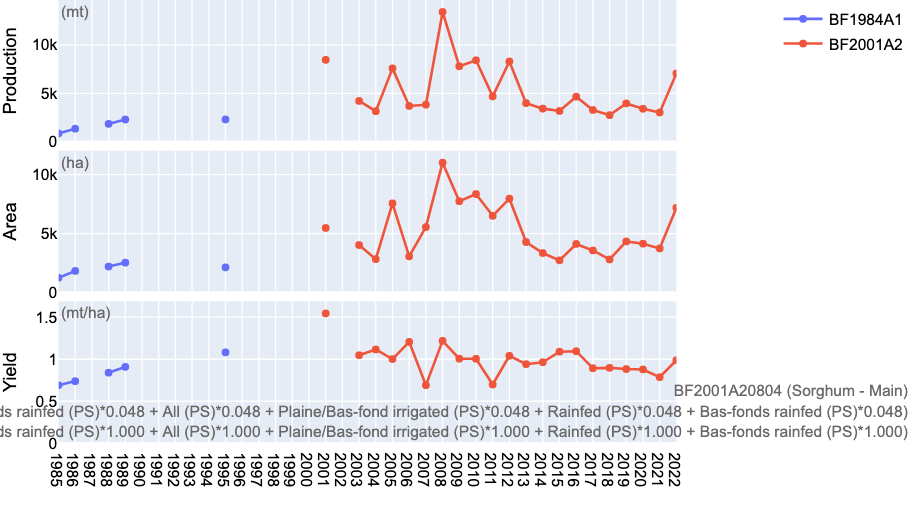 (mt)
BF1984A1
BF2001A2
Production
10k
5k
0
(ha)
Area
10k
5k
0
(mt/ha)
Yield
1.5
1
0.5
0
BF2001A20804 (Sorghum - Main)
rainfed (PS)*0.048 + All (PS)*0.048 + Plaine/Bas-fond irrigated (PS)*0.048 + Rainfed (PS)*0.048 + Bas-fonds rainfed (PS)*0.048)
rainfed (PS)*1.000 + All (PS)*1.000 + Plaine/Bas-fond irrigated (PS)*1.000 + Rainfed (PS)*1.000 + Bas-fonds rainfed (PS)*1.000)
1985 1986 1987 1988 1989 1990 1991 1992 1993 1994 1995 1996 1997 1998 1999 2000 2001 2002 2003 2004 2005 2006 2007 2008 2009 2010 2011 2012 2013 2014 2015 2016 2017 2018 2019 2020 2021 2022